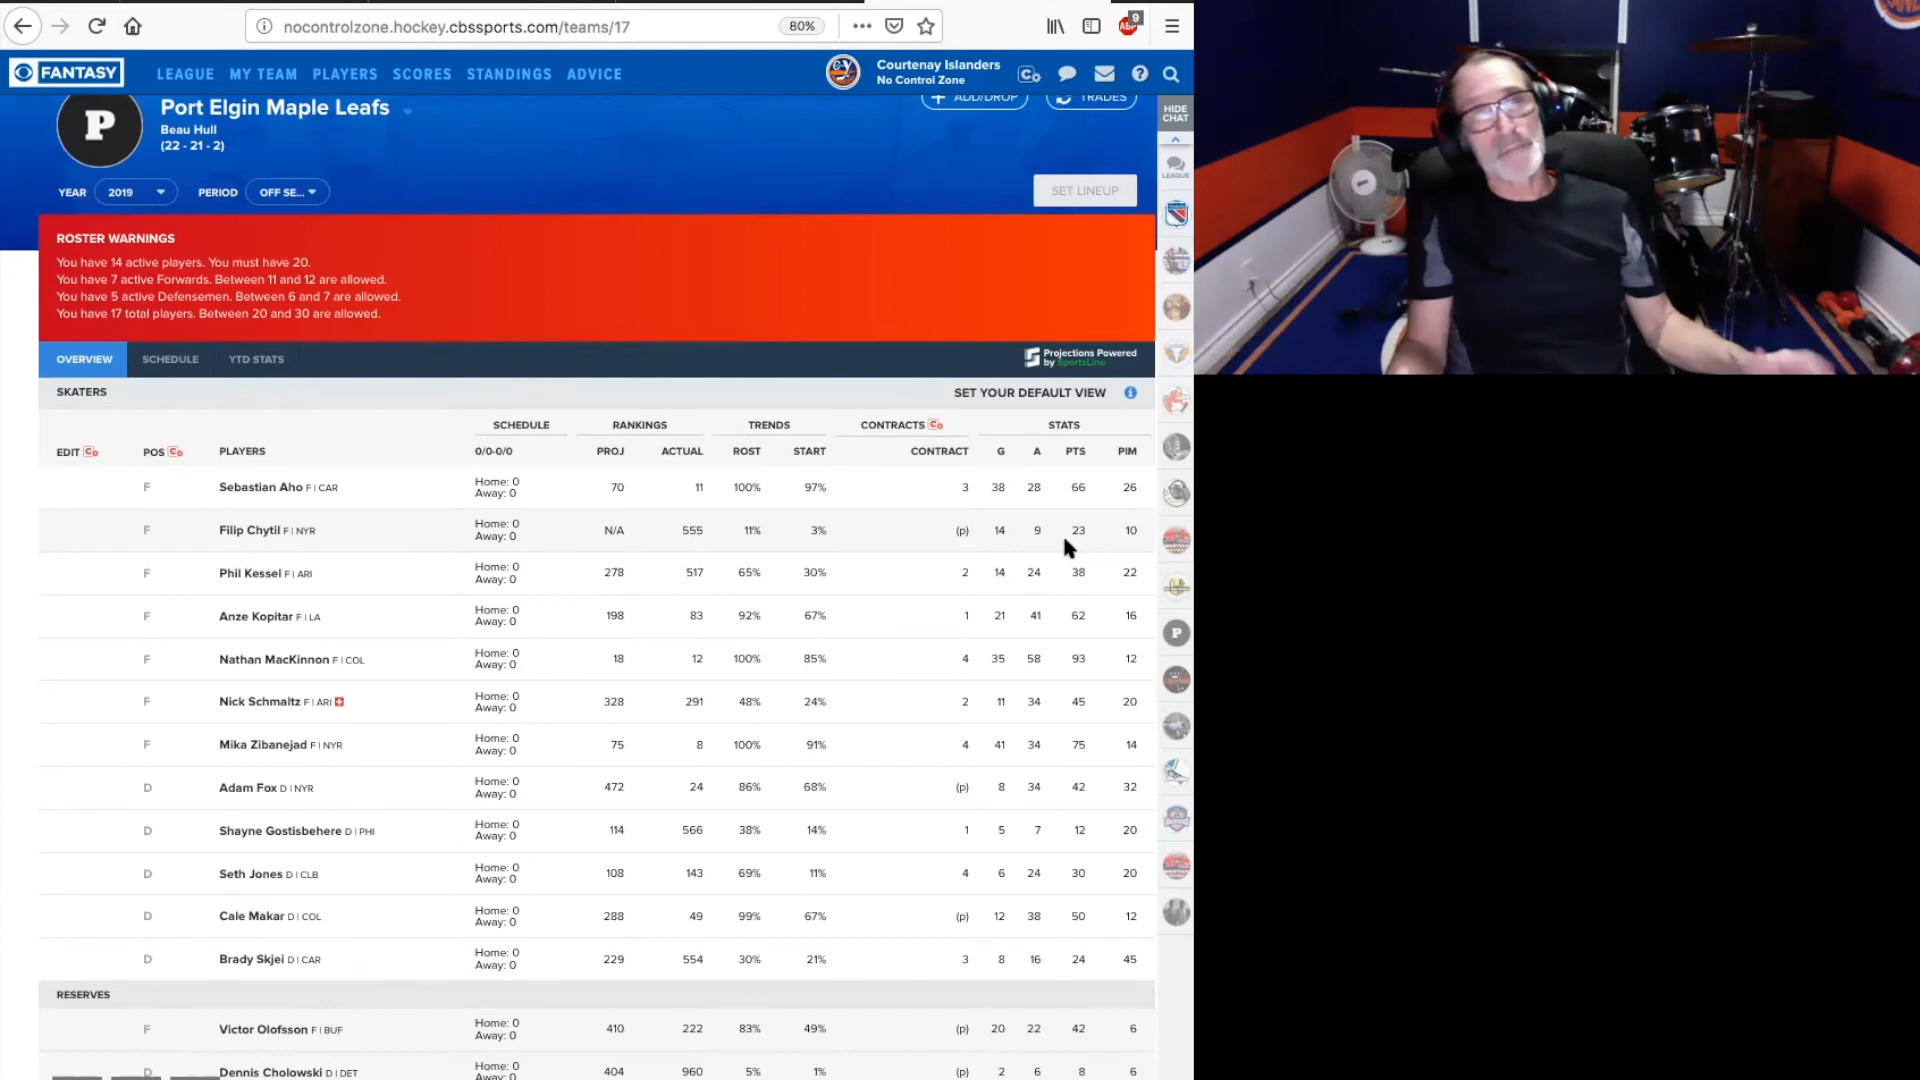 nocontrolzone.hockey.cbssports.com/teams/17
80%
ABP
9
FANTASY
LEAGUE MY TEAM PLAYERS SCORES STANDINGS ADVICE
Courtenay Islanders
No Control Zone
Port Elgin Maple Leafs
Beau Hull
(22 - 21 - 2)
ADD/DROP
TRADES
HIDE
CHAT
LEAGUE
YEAR 2019 PERIOD OFF SE...
SET LINEUP
ROSTER WARNINGS
You have 14 active players. You must have 20.
You have 7 active Forwards. Between 11 and 12 are allowed.
You have 5 active Defensemen. Between 6 and 7 are allowed.
You have 17 total players. Between 20 and 30 are allowed.
OVERVIEW SCHEDULE YTD STATS
Projections Powered
by SportsLine
SKATERS
SET YOUR DEFAULT VIEW
SCHEDULE RANKINGS TRENDS CONTRACTS STATS
EDIT POS PLAYERS 0/0-0/0 PROJ ACTUAL ROST START CONTRACT G A PTS PIM
F Sebastian Aho F | CAR Home: 0 Away: 0 70 11 100% 97% 3 38 28 66 26
F Filip Chytil F | NYR Home: 0 Away: 0 N/A 555 11% 3% (p) 14 9 23 10
F Phil Kessel F | ARI Home: 0 Away: 0 278 517 65% 30% 2 14 24 38 22
F Anze Kopitar F | LA Home: 0 Away: 0 198 83 92% 67% 1 21 41 62 16
F Nathan MacKinnon F | COL Home: 0 Away: 0 18 12 100% 85% 4 35 58 93 12
F Nick Schmaltz F | ARI Home: 0 Away: 0 328 291 48% 24% 2 11 34 45 20
F Mika Zibanejad F | NYR Home: 0 Away: 0 75 8 100% 91% 4 41 34 75 14
D Adam Fox D | NYR Home: 0 Away: 0 472 24 86% 68% (p) 8 34 42 32
D Shayne Gostisbehere D | PHI Home: 0 Away: 0 114 566 38% 14% 1 5 7 12 20
D Seth Jones D | CLB Home: 0 Away: 0 108 143 69% 11% 4 6 24 30 20
D Cale Makar D | COL Home: 0 Away: 0 288 49 99% 67% (p) 12 38 50 12
D Brady Skjei D | CAR Home: 0 Away: 0 229 554 30% 21% 3 8 16 24 45
RESERVES
F Victor Olofsson F | BUF Home: 0 Away: 0 410 222 83% 49% (p) 20 22 42 6
D Dennis Cholowski D | DET Home: 0 Away: 0 404 960 5% 1% (p) 2 6 8 6